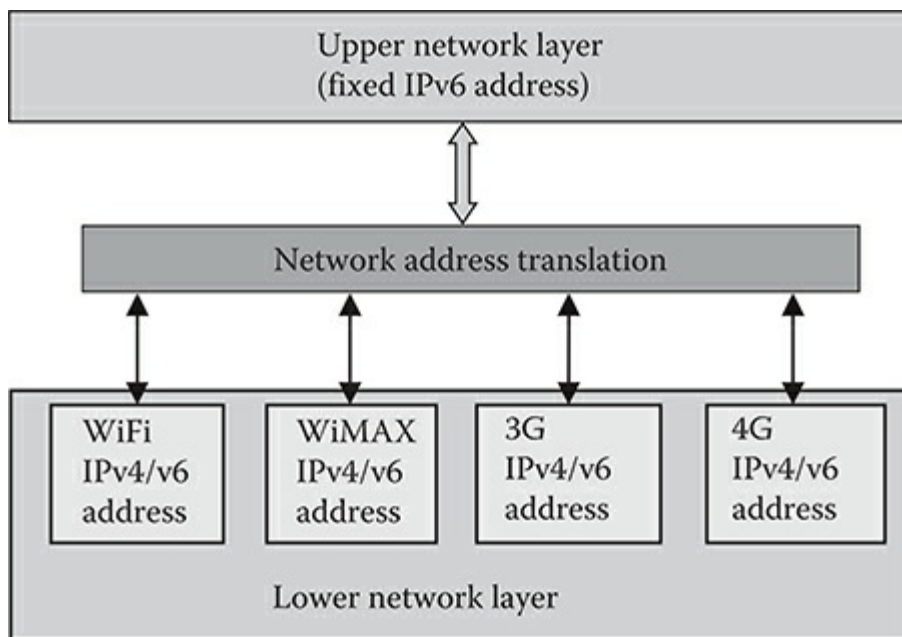 Upper network layer
(fixed IPv6 address)
Network address translation
WiFi
IPv4/v6
address
WiMAX
IPv4/v6
address
3G
IPv4/v6
address
4G
IPv4/v6
address
Lower network layer